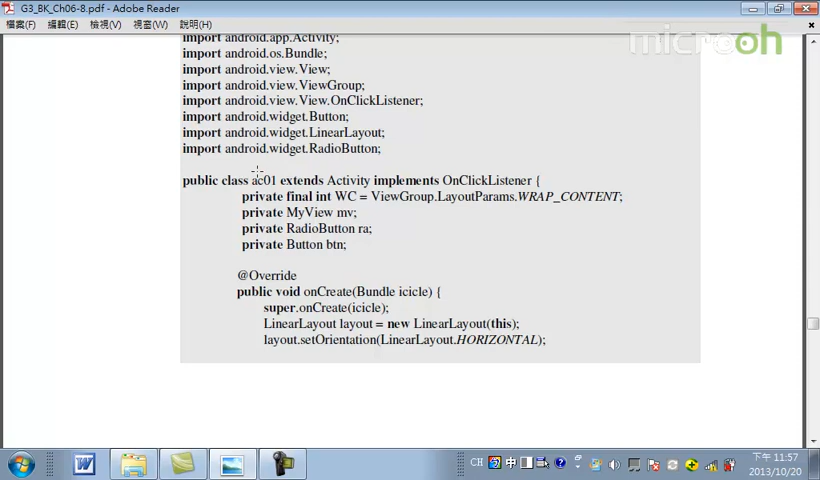 G3_BK_Ch06-8.pdf - Adobe Reader
檔案(F) 編輯(E) 檢視(V) 視窗(W) 說明(H)
microoh
import android.app.Activity;
import android.os.Bundle;
import android.view.View;
import android.view.ViewGroup;
import android.view.View.OnClickListener;
import android.widget.Button;
import android.widget.LinearLayout;
import android.widget.RadioButton;
public class ac01 extends Activity implements OnClickListener {
private final int WC = ViewGroup.LayoutParams.WRAP_CONTENT;
private MyView mv;
private RadioButton ra;
private Button btn;
@Override
public void onCreate(Bundle icicle) {
super.onCreate(icicle);
LinearLayout layout = new LinearLayout(this);
layout.setOrientation(LinearLayout.HORIZONTAL);
CH 中
下午 11:57
2013/10/20